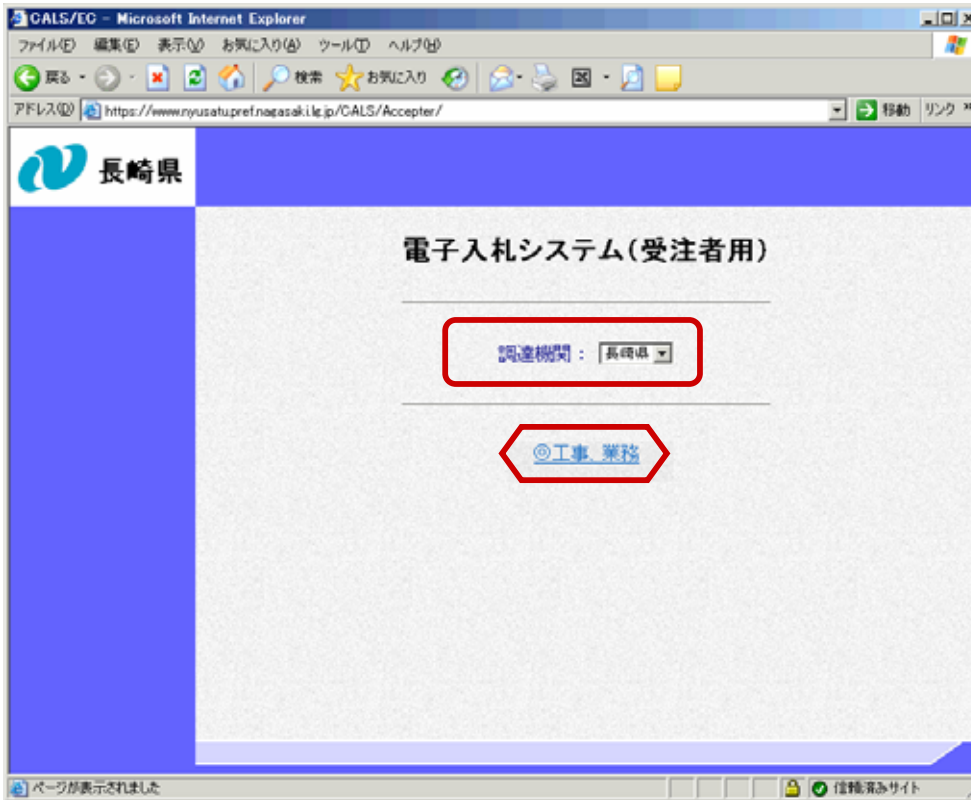 CALS/EC - Microsoft Internet Explorer
ファイル(F) 編集(E) 表示(V) お気に入り(A) ツール(T) ヘルプ(H)
戻る 検索 お気に入り
アドレス(D) https://www.nyusatu.pref.nagasaki.lg.jp/CALS/Accepter/ 移動 リンク »
長崎県
電子入札システム(受注者用)
調達機関: 長崎県
◎工事、業務
ページが表示されました 信頼済みサイト